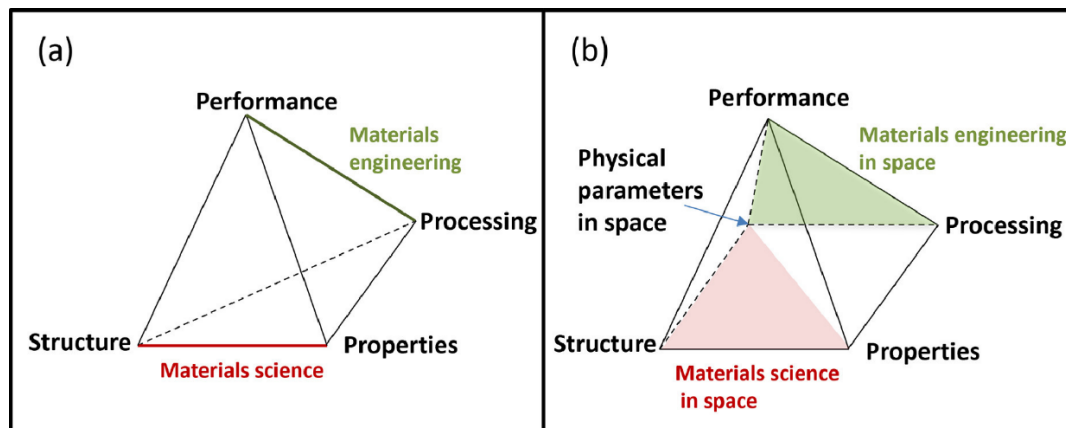 (a)
Performance
Materials
engineering
Processing
Structure
Properties
Materials science
(b)
Performance
Materials engineering
in space
Physical
parameters
in space
Processing
Structure
Properties
Materials science
in space